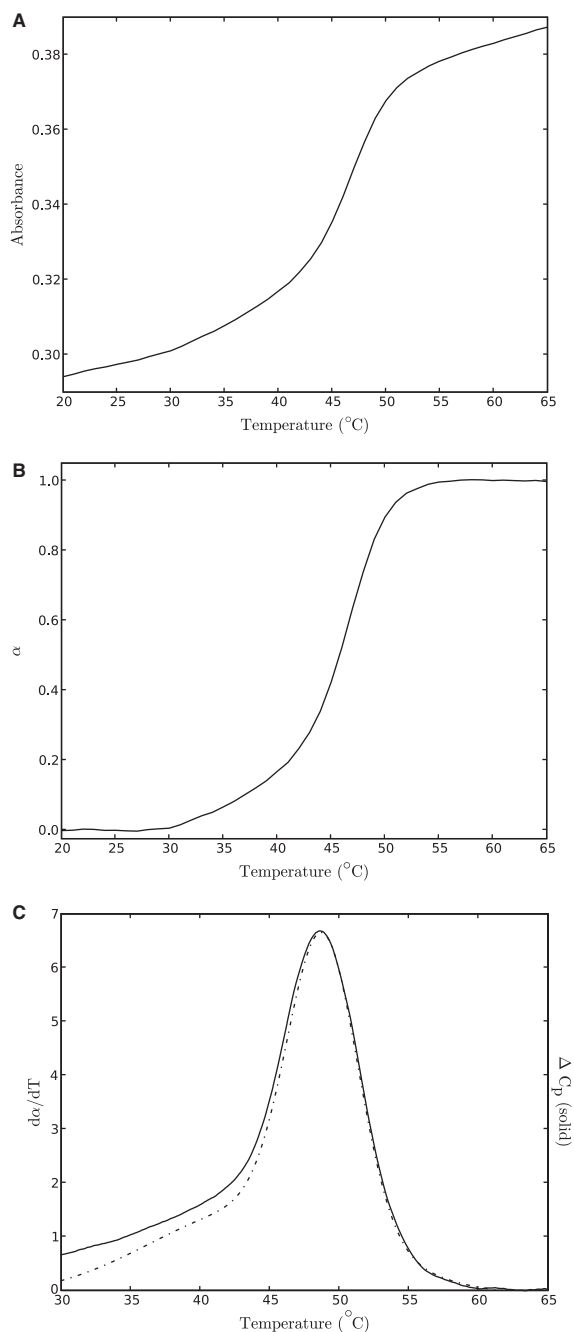 A
0.38
0.36
0.34
0.32
0.30
Absorbance
20 25 30 35 40 45 50 55 60 65
Temperature (°C)
B
1.0
0.8
0.6
0.4
0.2
0.0
α
20 25 30 35 40 45 50 55 60 65
Temperature (°C)
C
7
6
5
4
3
2
1
0
dα/dT
Δ Cp (solid)
30 35 40 45 50 55 60 65
Temperature (°C)